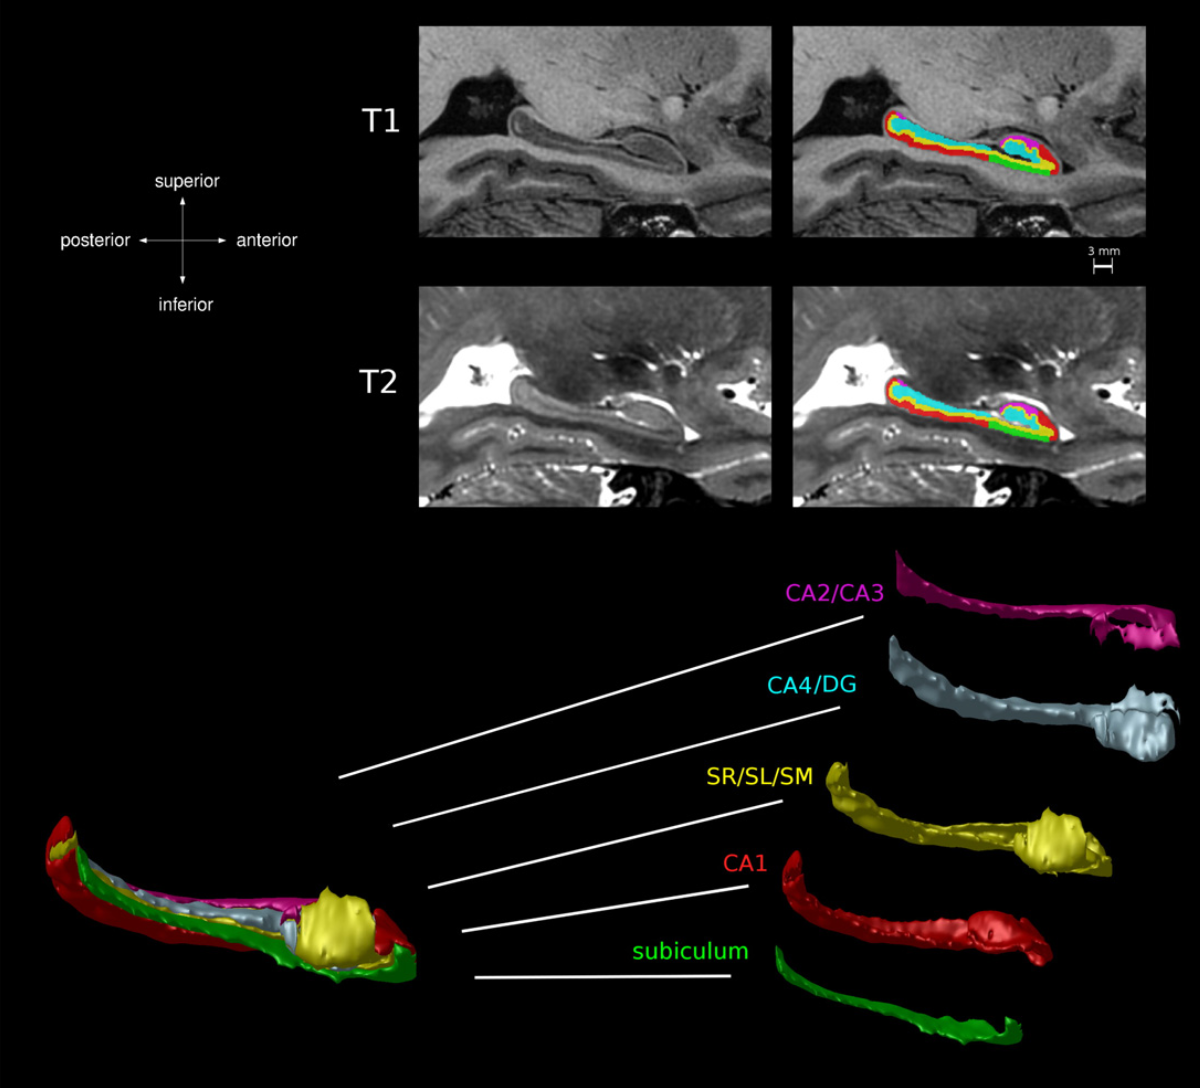 T1
superior
posterior
anterior
inferior
3 mm
T2
CA2/CA3
CA4/DG
SR/SL/SM
CA1
subiculum